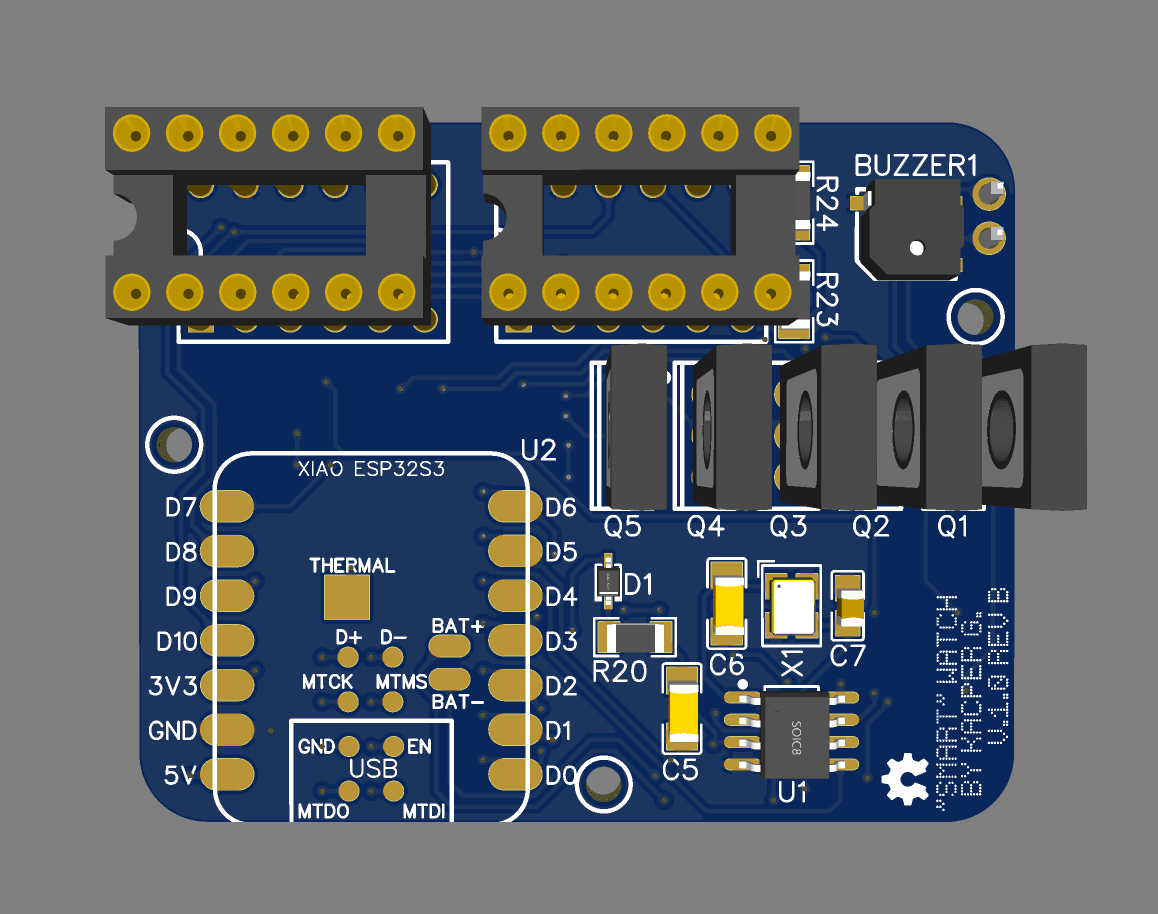 BUZZER1
R24
R23
U2
XIAO ESP32S3
Q5
Q4
Q3
Q2
Q1
D7
D8
D9
D10
3V3
GND
5V
D6
D5
D4
D3
D2
D1
D0
THERMAL
D+
D-
BAT+
MTCK
MTMS
BAT-
GND
EN
USB
MTDO
MTDI
D1
R20
C6
X1
C7
C5
SOIC8
U1
"SMART" WATCH
BY KACPER G.
V.1.0 REV B